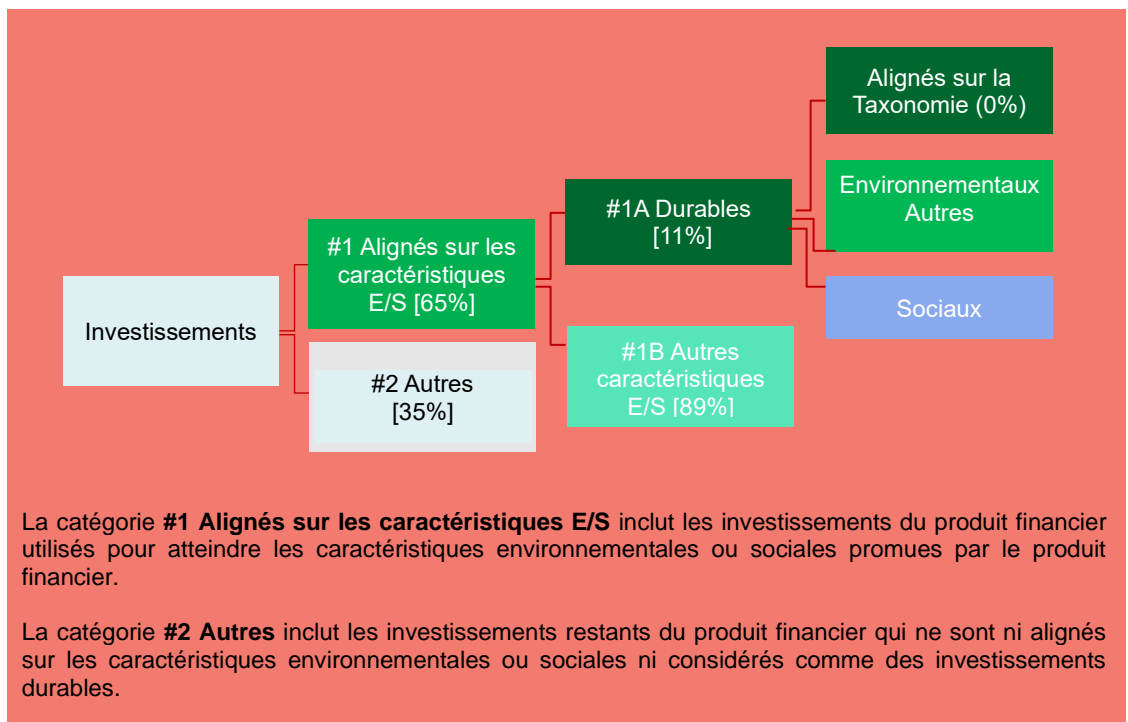 Alignés sur la
Taxonomie (0%)
Environnementaux
Autres
#1A Durables
[11%]
#1 Alignés sur les
caractéristiques
E/S [65%]
Sociaux
Investissements
#1B Autres
caractéristiques
E/S [89%]
#2 Autres
[35%]
La catégorie #1 Alignés sur les caractéristiques E/S inclut les investissements du produit financier
utilisés pour atteindre les caractéristiques environnementales ou sociales promues par le produit
financier.
La catégorie #2 Autres inclut les investissements restants du produit financier qui ne sont ni alignés
sur les caractéristiques environnementales ou sociales ni considérés comme des investissements
durables.